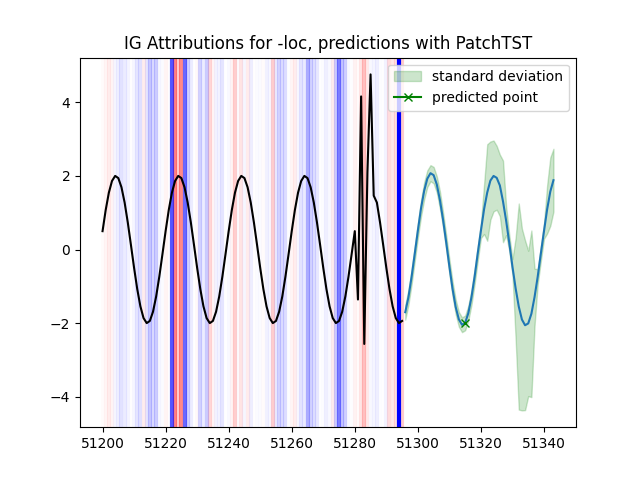 IG Attributions for -loc, predictions with PatchTST
standard deviation
predicted point
4
2
0
−2
−4
51200 51220 51240 51260 51280 51300 51320 51340